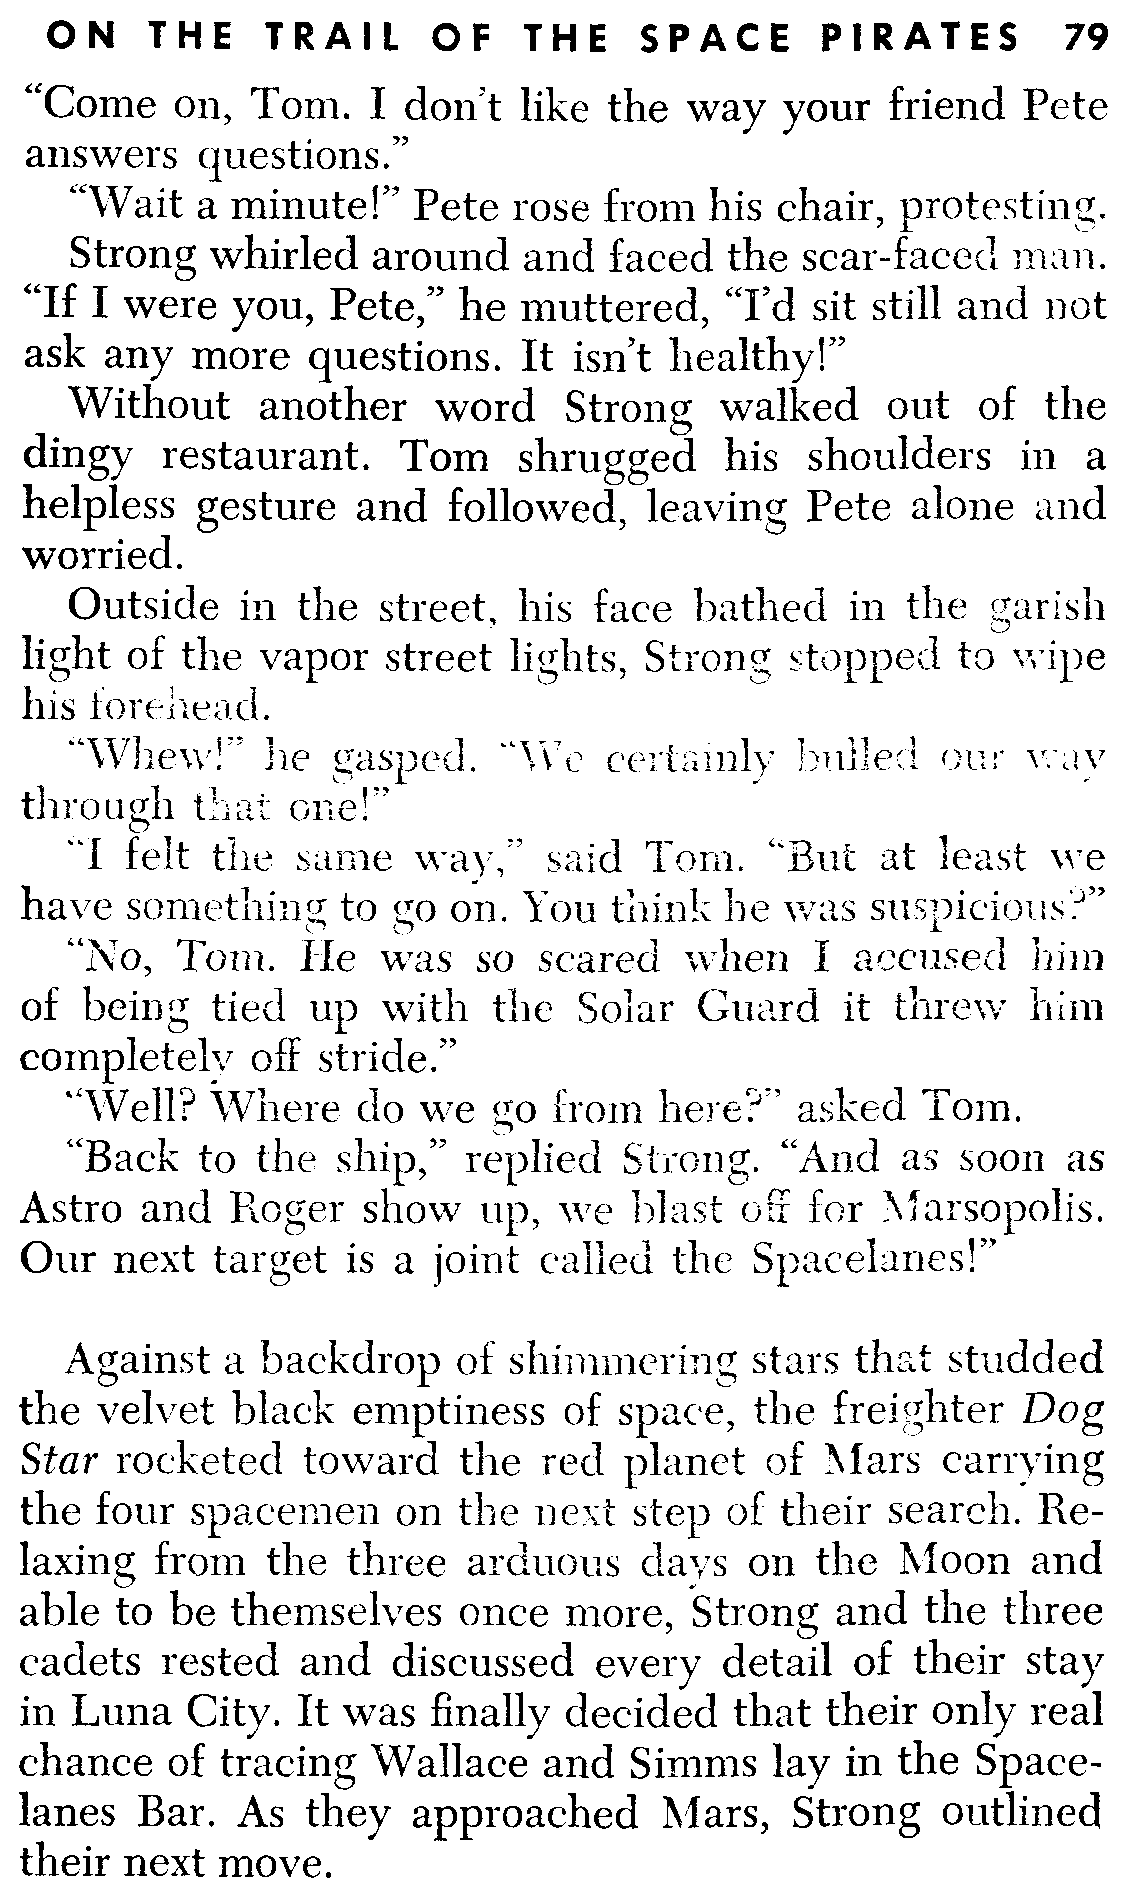 ON THE TRAIL OF THE SPACE PIRATES 79
“Come on, Tom. I don’t like the way your friend Pete
answers questions.”
“Wait a minute!” Pete rose from his chair, protesting.
Strong whirled around and faced the scar-faced man.
“If I were you, Pete,” he muttered, “I’d sit still and not
ask any more questions. It isn’t healthy!”
Without another word Strong walked out of the
dingy restaurant. Tom shrugged his shoulders in a
helpless gesture and followed, leaving Pete alone and
worried.
Outside in the street, his face bathed in the garish
light of the vapor street lights, Strong stopped to wipe
his forehead.
“Whew!” he gasped. “We certainly bulled our way
through that one!”
“I felt the same way,” said Tom. “But at least we
have something to go on. You think he was suspicious?”
“No, Tom. He was so scared when I accused him
of being tied up with the Solar Guard it threw him
completely off stride.”
“Well? Where do we go from here?” asked Tom.
“Back to the ship,” replied Strong. “And as soon as
Astro and Roger show up, we blast off for Marsopolis.
Our next target is a joint called the Spacelanes!”
Against a backdrop of shimmering stars that studded
the velvet black emptiness of space, the freighter Dog
Star rocketed toward the red planet of Mars carrying
the four spacemen on the next step of their search. Re-
laxing from the three arduous days on the Moon and
able to be themselves once more, Strong and the three
cadets rested and discussed every detail of their stay
in Luna City. It was finally decided that their only real
chance of tracing Wallace and Simms lay in the Space-
lanes Bar. As they approached Mars, Strong outlined
their next move.